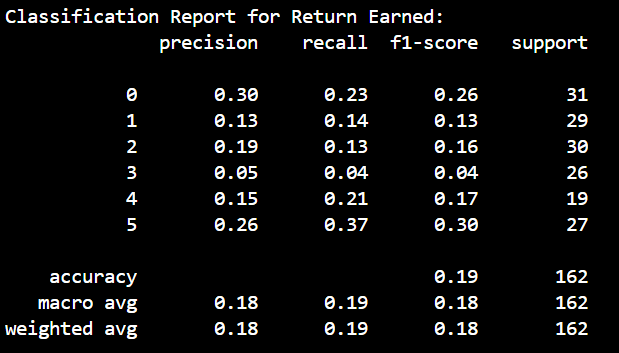 Classification Report for Return Earned:
precision recall f1-score support
0 0.30 0.23 0.26 31
1 0.13 0.14 0.13 29
2 0.19 0.13 0.16 30
3 0.05 0.04 0.04 26
4 0.15 0.21 0.17 19
5 0.26 0.37 0.30 27
accuracy 0.19 162
macro avg 0.18 0.19 0.18 162
weighted avg 0.18 0.19 0.18 162